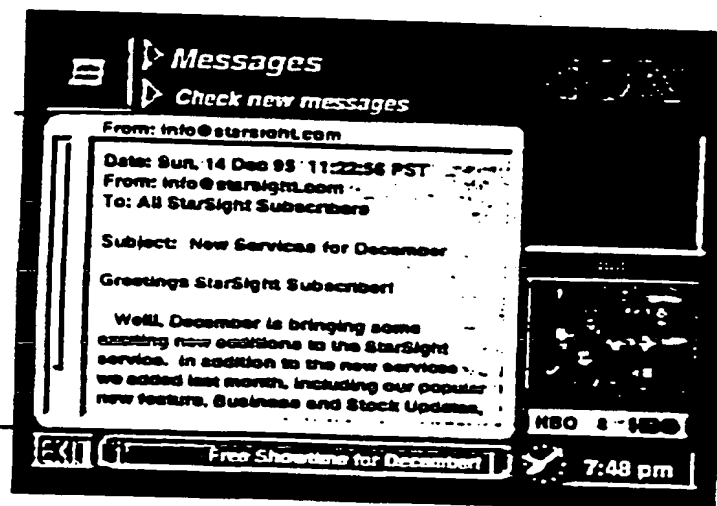 Messages
Check new messages
From: info@starsight.com
Date: Sun, 14 Dec 95 11:22:56 PST
From: info@starsight.com
To: All StarSight Subscribers
Subject: New Services for December
Greetings StarSight Subscriber!
Well, December is bringing some
exciting new additions to the StarSight
service. In addition to the new services
we added last month, including our popular
new feature, Business and Stock Updates,
HBO 8 HBO
EXIT Free Showtime for December! 7:48 pm